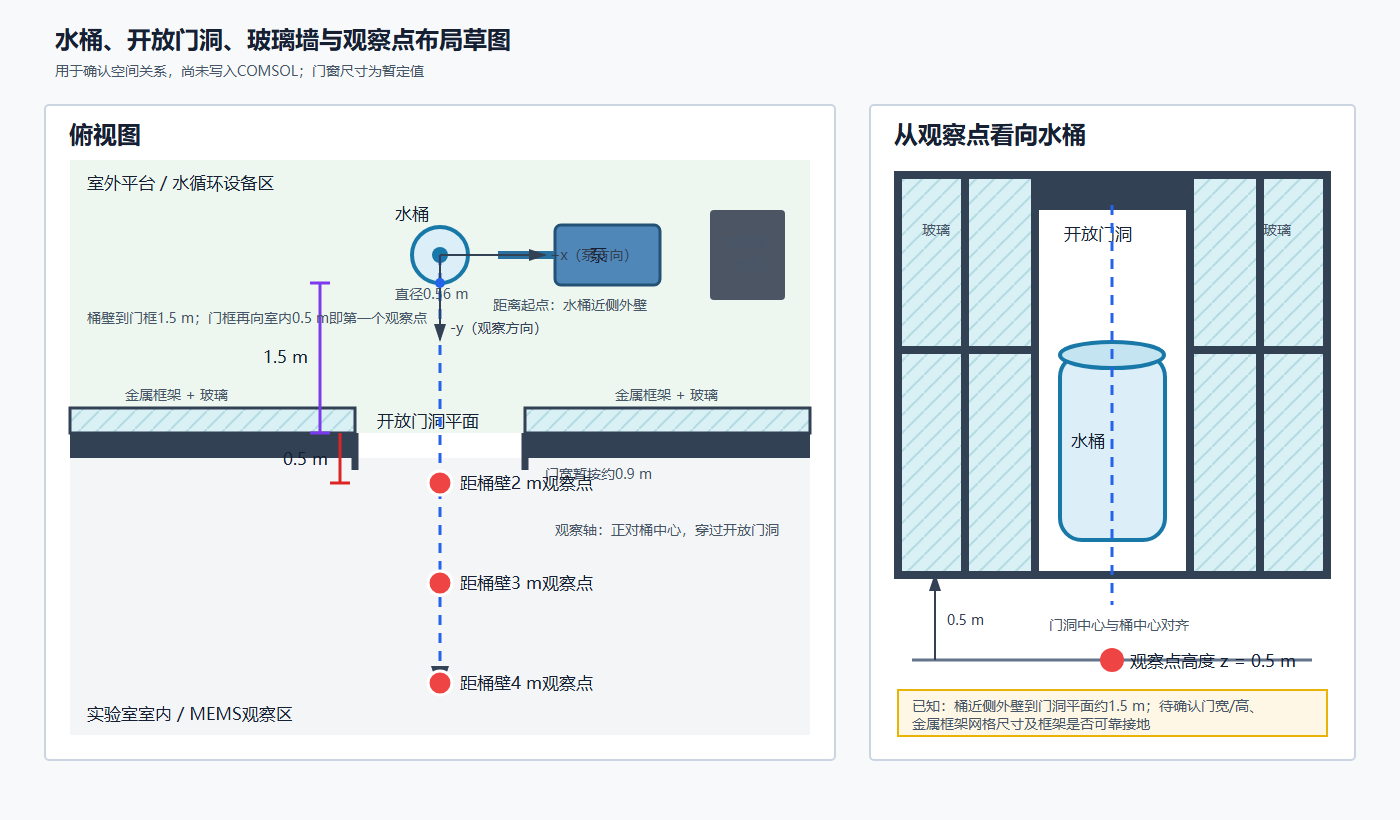 水桶、开放门洞、玻璃墙与观察点布局草图
用于确认空间关系，尚未写入COMSOL；门窗尺寸为暂定值
俯视图
室外平台 / 水循环设备区
水桶
泵
x（泵方向）
直径0.56 m
距离起点：水桶近侧外壁
桶壁到门框1.5 m；门框再向室内0.5 m即第一个观察点
-y（观察方向）
1.5 m
金属框架 + 玻璃
金属框架 + 玻璃
开放门洞平面
0.5 m
门宽暂按约0.9 m
距桶壁2 m观察点
观察轴：正对桶中心，穿过开放门洞
距桶壁3 m观察点
距桶壁4 m观察点
实验室室内 / MEMS观察区
从观察点看向水桶
玻璃
开放门洞
玻璃
水桶
0.5 m
门洞中心与桶中心对齐
观察点高度 z = 0.5 m
已知：桶近侧外壁到门洞平面约1.5 m；待确认门宽/高、
金属框架网格尺寸及框架是否可靠接地